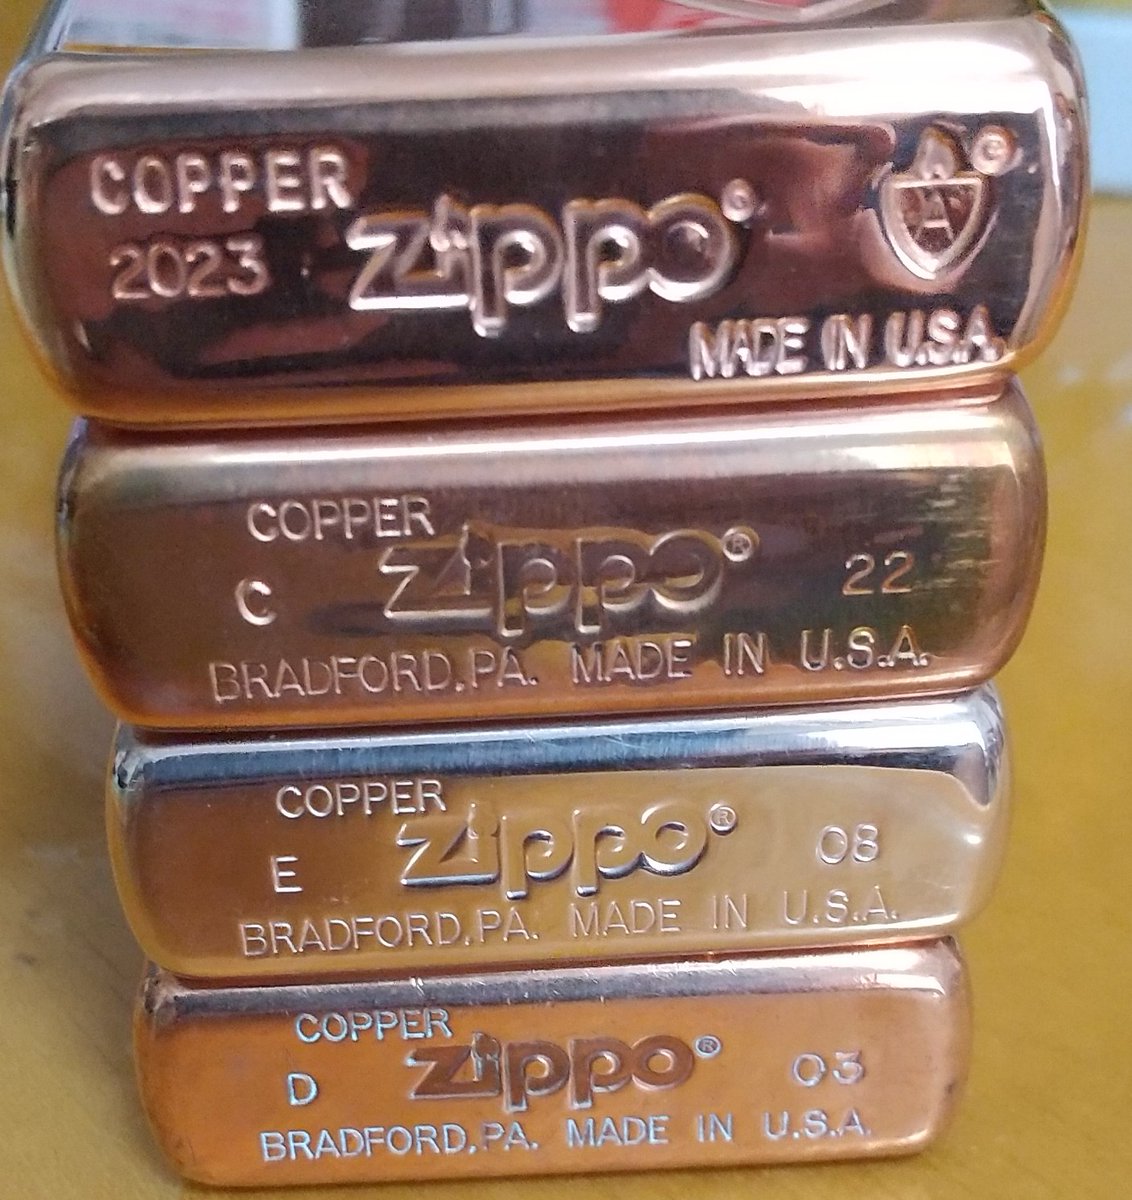 COPPER
2023 zippo® A®
MADE IN U.S.A.
COPPER
C zippo® 22
BRADFORD,PA. MADE IN U.S.A.
COPPER
E zippo® 08
BRADFORD,PA. MADE IN U.S.A.
COPPER
D zippo® 03
BRADFORD,PA. MADE IN U.S.A.